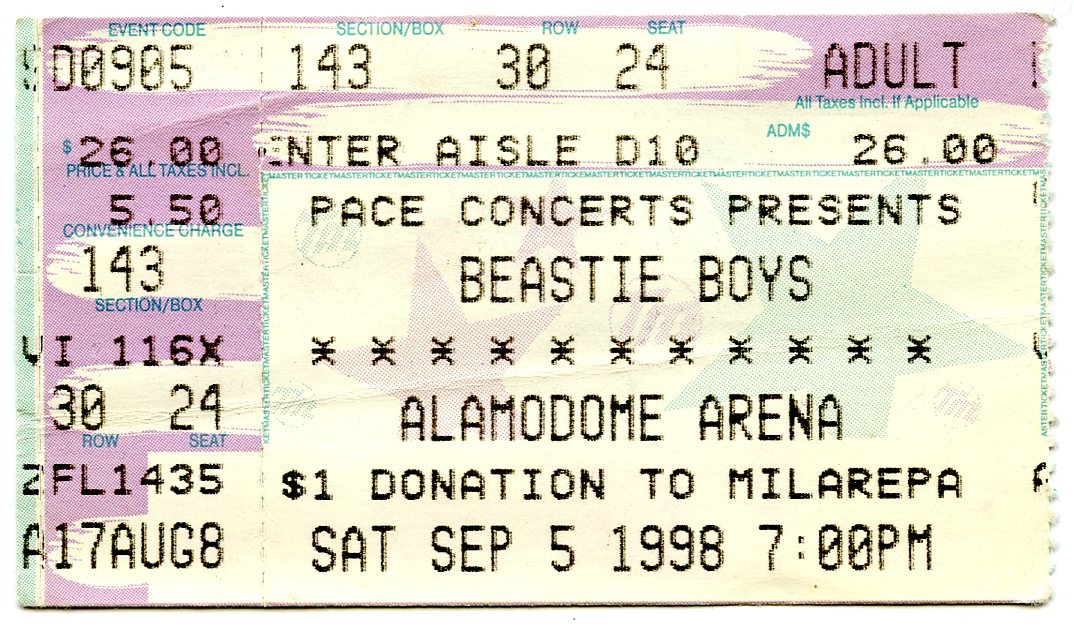 EVENT CODE SECTION/BOX ROW SEAT
D0905 143 30 24 ADULT
All Taxes Incl. If Applicable
$ 26.00 ENTER AISLE D10 ADM$ 26.00
PRICE & ALL TAXES INCL.
5.50 PACE CONCERTS PRESENTS
CONVENIENCE CHARGE
143 BEASTIE BOYS
SECTION/BOX
VI 116X * * * * * * * * * * *
30 24 ALAMODOME ARENA
ROW SEAT
ZFL1435 $1 DONATION TO MILAREPA
A17AUG8 SAT SEP 5 1998 7:00PM